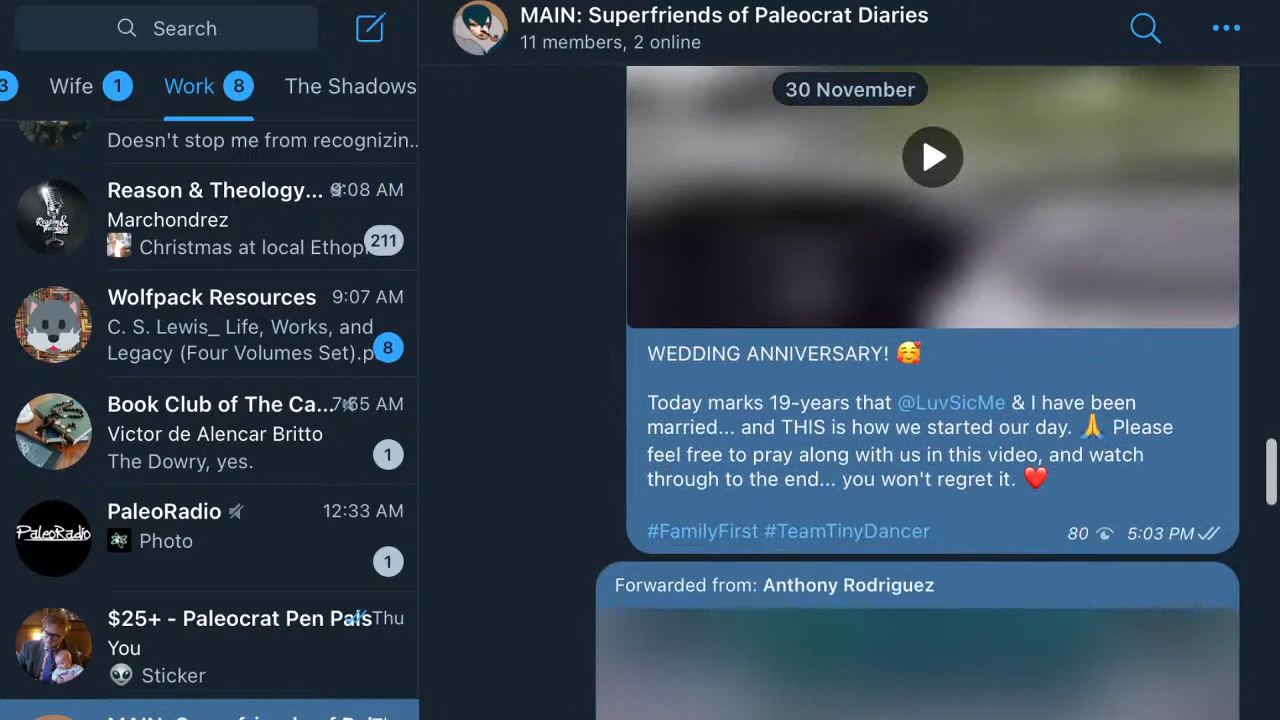 Search
3
Wife 1
Work 8
The Shadows
Doesn't stop me from recognizin..
Reason & Theology... 9:08 AM
Marchondrez
Christmas at local Ethop
211
Wolfpack Resources 9:07 AM
C. S. Lewis_ Life, Works, and
Legacy (Four Volumes Set).p
8
Book Club of The Ca... 7:55 AM
Victor de Alencar Britto
The Dowry, yes.
1
PaleoRadio 12:33 AM
Photo
1
$25+ - Paleocrat Pen Pals Thu
You
👽 Sticker
MAIN: Superfriends of Paleocrat Diaries
11 members, 2 online
30 November
WEDDING ANNIVERSARY! 🥰
Today marks 19-years that @LuvSicMe & I have been
married... and THIS is how we started our day. 🙏 Please
feel free to pray along with us in this video, and watch
through to the end... you won't regret it. ❤️
#FamilyFirst #TeamTinyDancer
80 5:03 PM
Forwarded from: Anthony Rodriguez